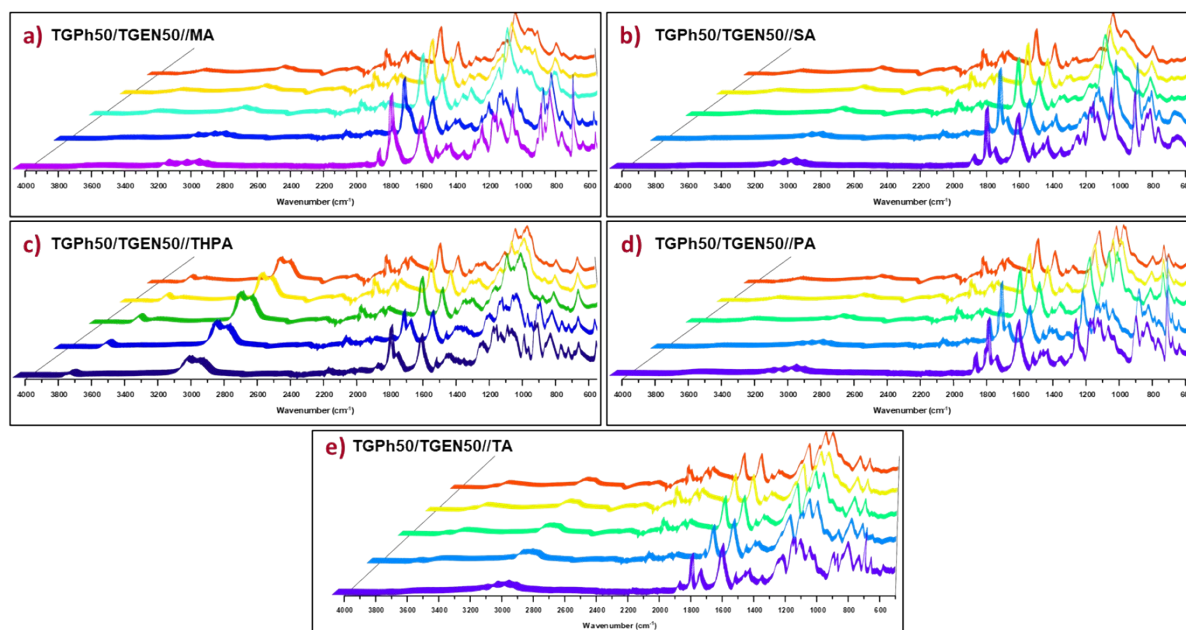 a) TGPh50/TGEN50//MA
4000 3800 3600 3400 3200 3000 2800 2600 2400 2200 2000 1800 1600 1400 1200 1000 800 600
Wavenumber (cm⁻¹)
b) TGPh50/TGEN50//SA
4000 3800 3600 3400 3200 3000 2800 2600 2400 2200 2000 1800 1600 1400 1200 1000 800 600
Wavenumber (cm⁻¹)
c) TGPh50/TGEN50//THPA
4000 3800 3600 3400 3200 3000 2800 2600 2400 2200 2000 1800 1600 1400 1200 1000 800 600
Wavenumber (cm⁻¹)
d) TGPh50/TGEN50//PA
4000 3800 3600 3400 3200 3000 2800 2600 2400 2200 2000 1800 1600 1400 1200 1000 800 600
Wavenumber (cm⁻¹)
e) TGPh50/TGEN50//TA
4000 3800 3600 3400 3200 3000 2800 2600 2400 2200 2000 1800 1600 1400 1200 1000 800 600
Wavenumber (cm⁻¹)